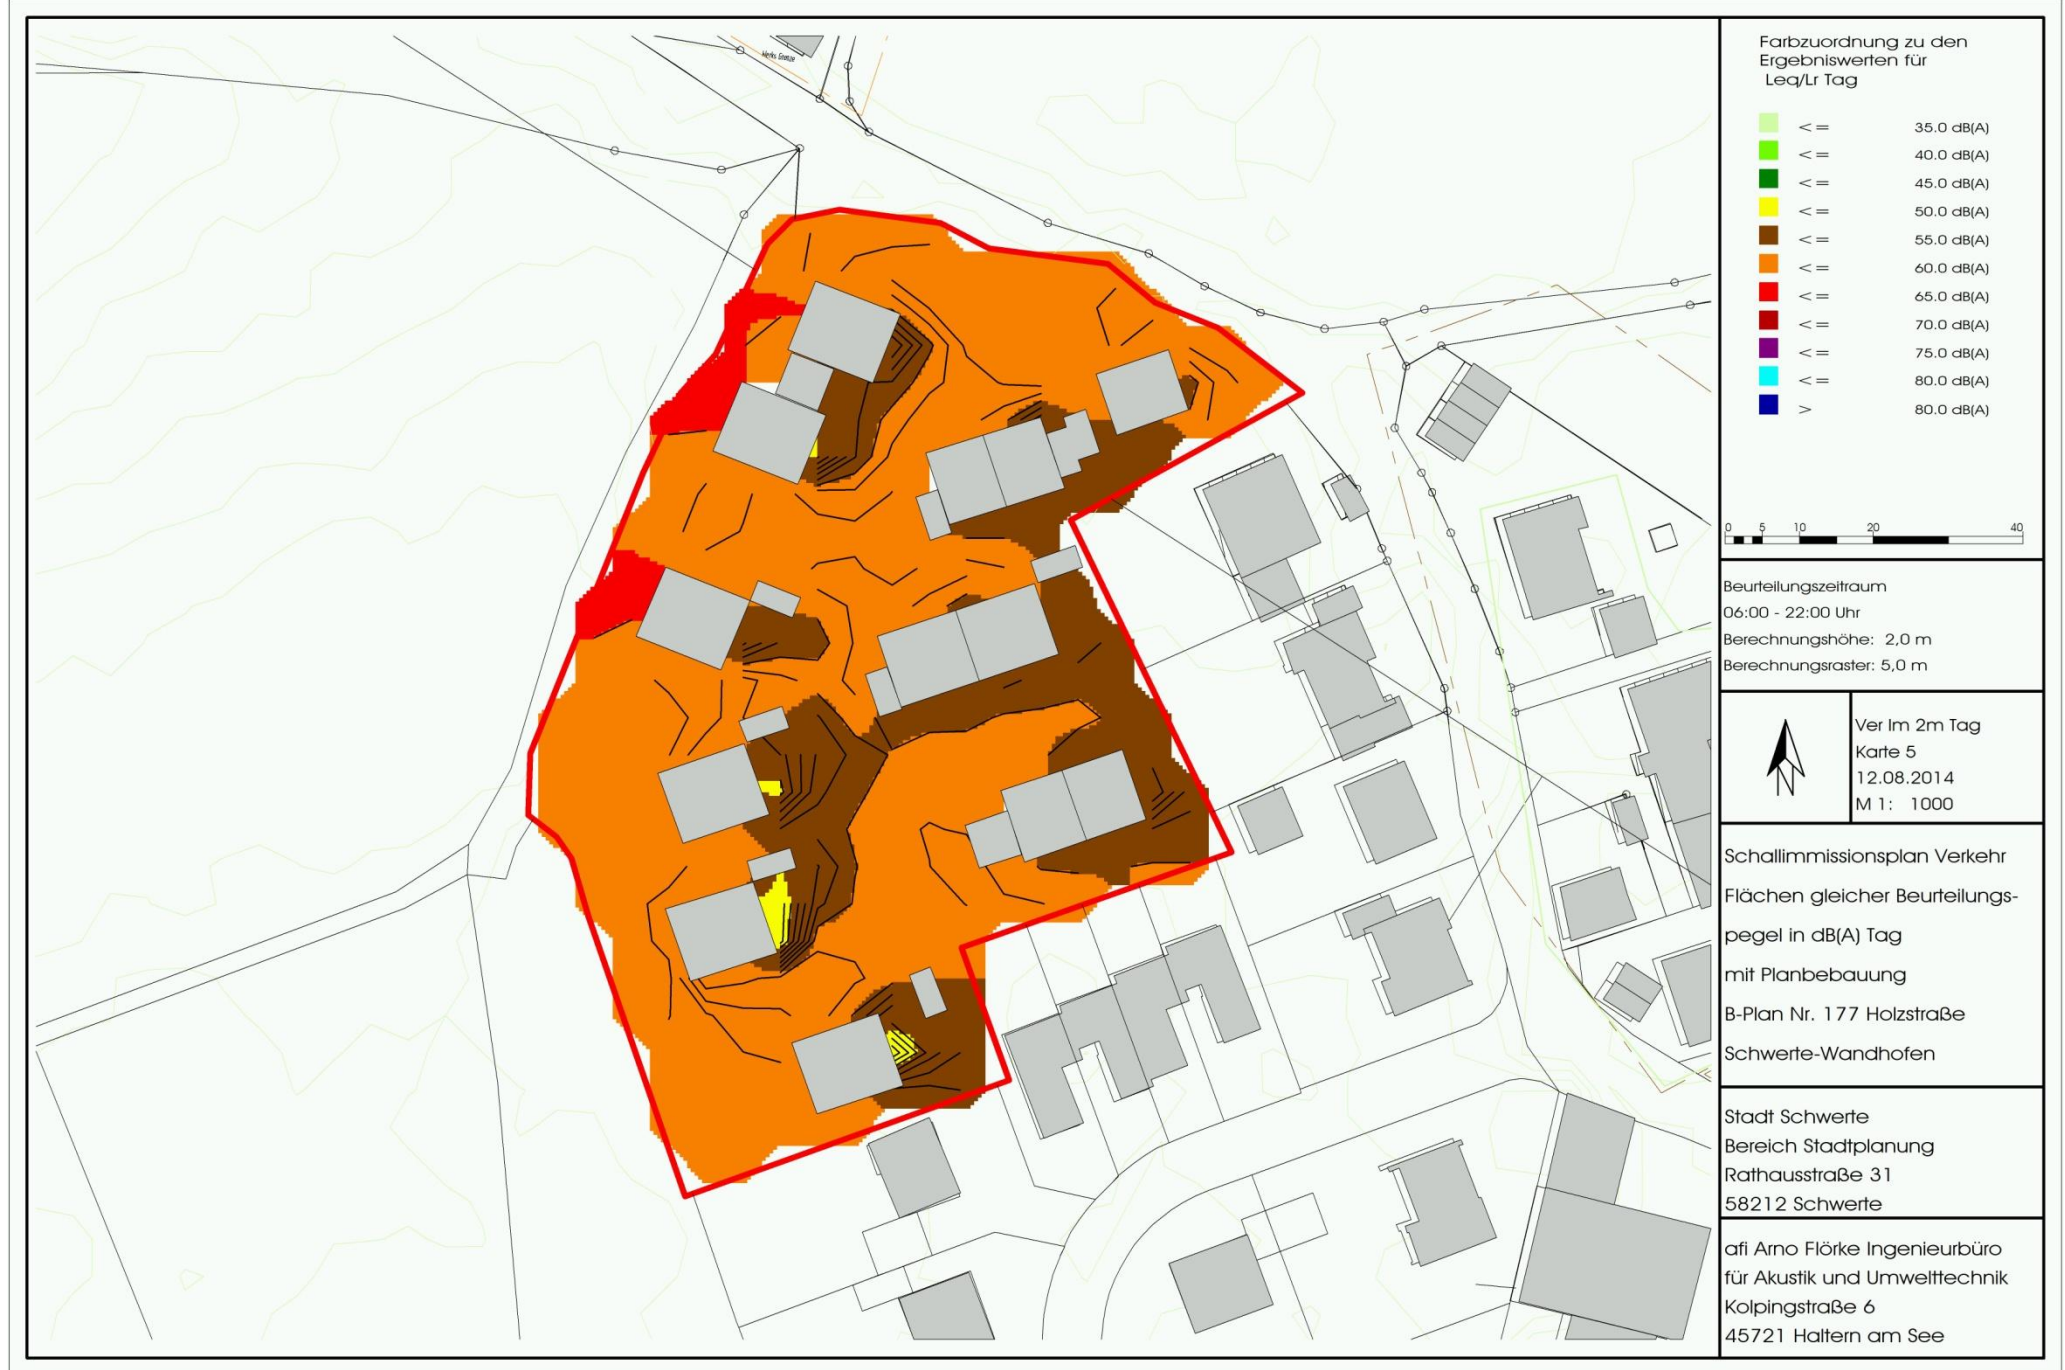 Werks Grenze
Farbzuordnung zu den
Ergebniswerten für
Leq/Lr Tag
<= 35.0 dB(A)
<= 40.0 dB(A)
<= 45.0 dB(A)
<= 50.0 dB(A)
<= 55.0 dB(A)
<= 60.0 dB(A)
<= 65.0 dB(A)
<= 70.0 dB(A)
<= 75.0 dB(A)
<= 80.0 dB(A)
> 80.0 dB(A)
0 5 10 20 40
Beurteilungszeitraum
06:00 - 22:00 Uhr
Berechnungshöhe: 2,0 m
Berechnungsraster: 5,0 m
Ver Im 2m Tag
Karte 5
12.08.2014
M 1: 1000
Schallimmissionsplan Verkehr
Flächen gleicher Beurteilungs-
pegel in dB(A) Tag
mit Planbebauung
B-Plan Nr. 177 Holzstraße
Schwerte-Wandhofen
Stadt Schwerte
Bereich Stadtplanung
Rathausstraße 31
58212 Schwerte
afi Arno Flörke Ingenieurbüro
für Akustik und Umwelttechnik
Kolpingstraße 6
45721 Haltern am See